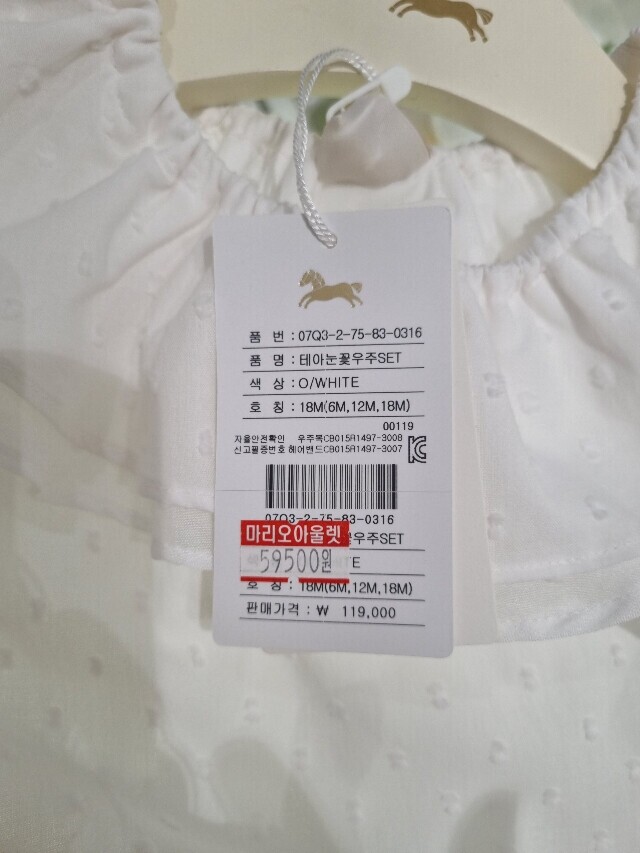 품 번 : 07Q3-2-75-83-0316
품 명 : 테아눈꽃우주SET
색 상 : O/WHITE
호 칭 : 18M(6M,12M,18M)
00119
자율안전확인 우주복CB015R1497-3008
신고필증번호 헤어밴드CB015R1497-3007
07Q3-2-75-83-0316
마리오아울렛
우주SET
59500원
호 칭 : 18M(6M,12M,18M)
판매가격 : ₩ 119,000